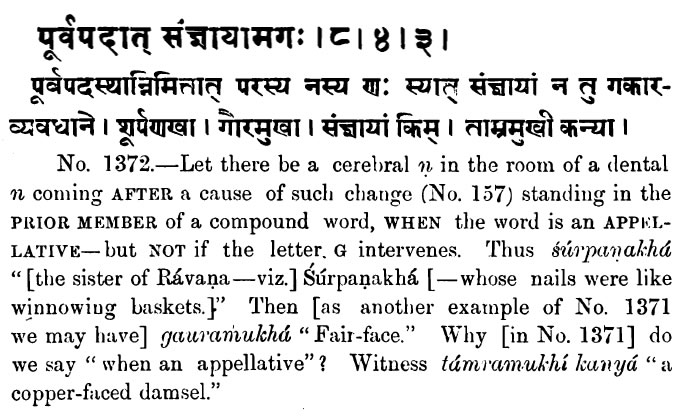 पूर्वपदात् संज्ञायामगः।८।४।३।
पूर्वपदस्थान्निमित्तात् परस्य नस्य णः स्यात् संज्ञायां न तु गकार-
व्यवधाने। शूर्पणखा। गौरमुखा। संज्ञायां किम्। ताम्रमुखी कन्या।
No. 1372.—Let there be a cerebral ṇ in the room of a dental
n coming AFTER a cause of such change (No. 157) standing in the
PRIOR MEMBER of a compound word, WHEN the word is an APPEL-
LATIVE—but NOT if the letter G intervenes. Thus śúrpaṇakhá
“[the sister of Rávaṇa—viz.] Śúrpaṇakhá [—whose nails were like
winnowing baskets.]” Then [as another example of No. 1371
we may have] gauramukhá “Fair-face.” Why [in No. 1371] do
we say “when an appellative”? Witness támramukhí kanyá “a
copper-faced damsel.”